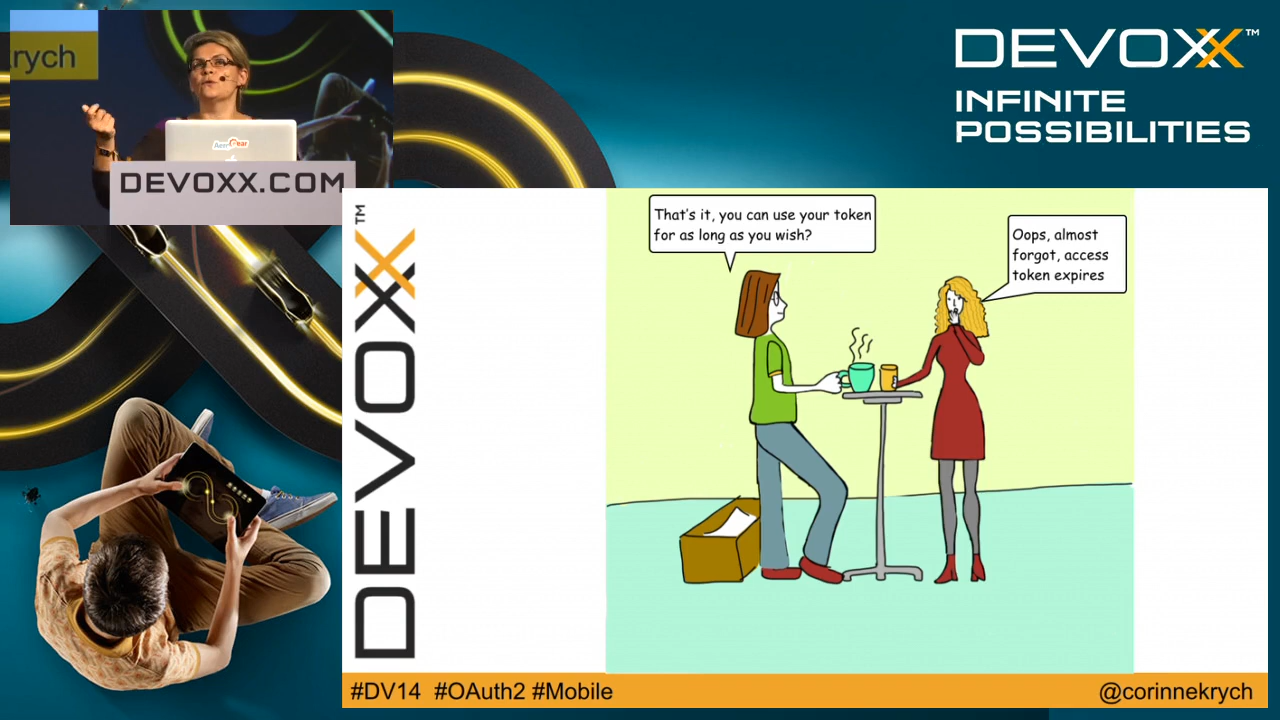 rych
AeroGear
DEVOXX.COM
DEVOXX™
INFINITE
POSSIBILITIES
DEVOXX™
That's it, you can use your token
for as long as you wish?
Oops, almost
forgot, access
token expires
#DV14 #OAuth2 #Mobile
@corinnekrych